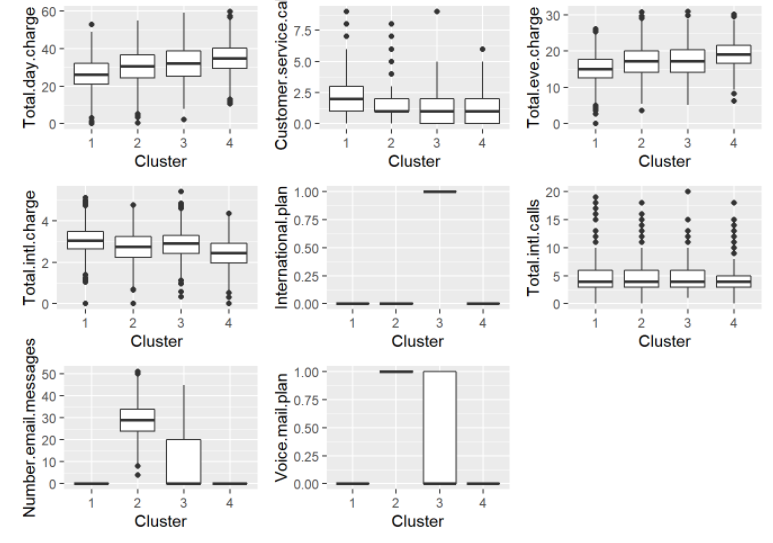 Total.day.charge
60
40
20
0
1 2 3 4
Cluster
Customer.service.ca
7.5
5.0
2.5
0.0
1 2 3 4
Cluster
Total.eve.charge
30
20
10
0
1 2 3 4
Cluster
Total.intl.charge
4
2
0
1 2 3 4
Cluster
International.plan
1.00
0.75
0.50
0.25
0.00
1 2 3 4
Cluster
Total.intl.calls
20
15
10
5
0
1 2 3 4
Cluster
Number.email.messages
50
40
30
20
10
0
1 2 3 4
Cluster
Voice.mail.plan
1.00
0.75
0.50
0.25
0.00
1 2 3 4
Cluster